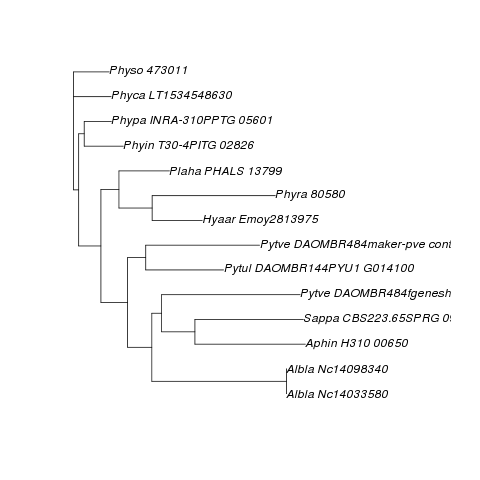 Physo 473011
Phyca LT1534548630
Phypa INRA-310PPTG 05601
Phyin T30-4PITG 02826
Plaha PHALS 13799
Phyra 80580
Hyaar Emoy2813975
Pytve DAOMBR484maker-pve cont
Pytul DAOMBR144PYU1 G014100
Pytve DAOMBR484fgenesh
Sappa CBS223.65SPRG 09
Aphin H310 00650
Albla Nc14098340
Albla Nc14033580